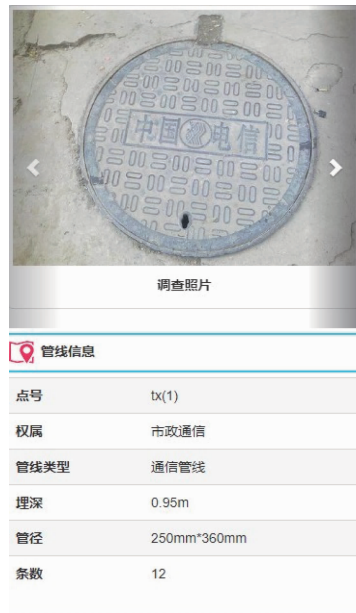 中国电信
调查照片
管线信息
点号 tx(1)
权属 市政通信
管线类型 通信管线
埋深 0.95m
管径 250mm*360mm
条数 12